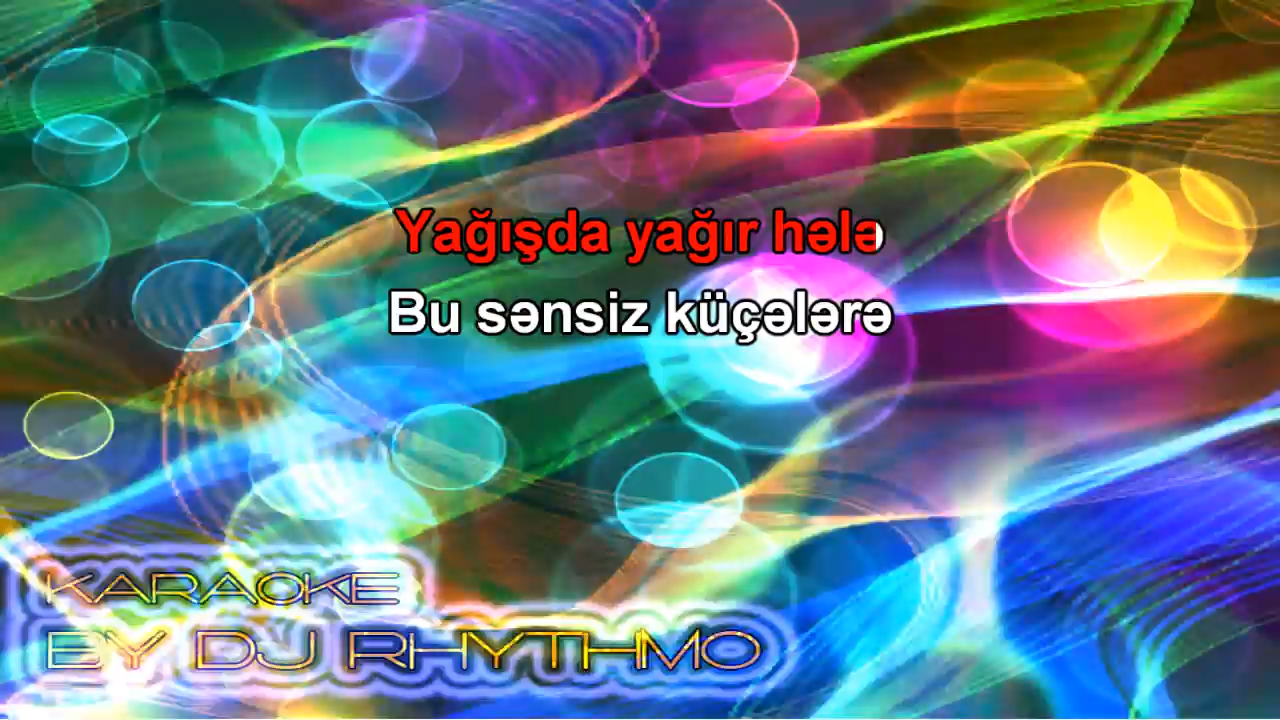 Yağışda yağır hələ
Bu sənsiz küçələrə
KARAOKE
BY DJ RHYTHMO